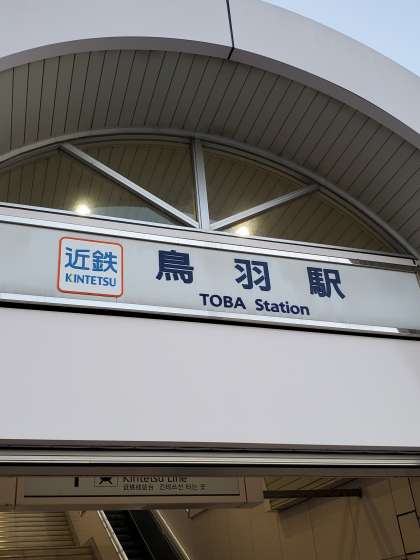 近鉄
KINTETSU
鳥羽駅
TOBA Station
Kintetsu Line